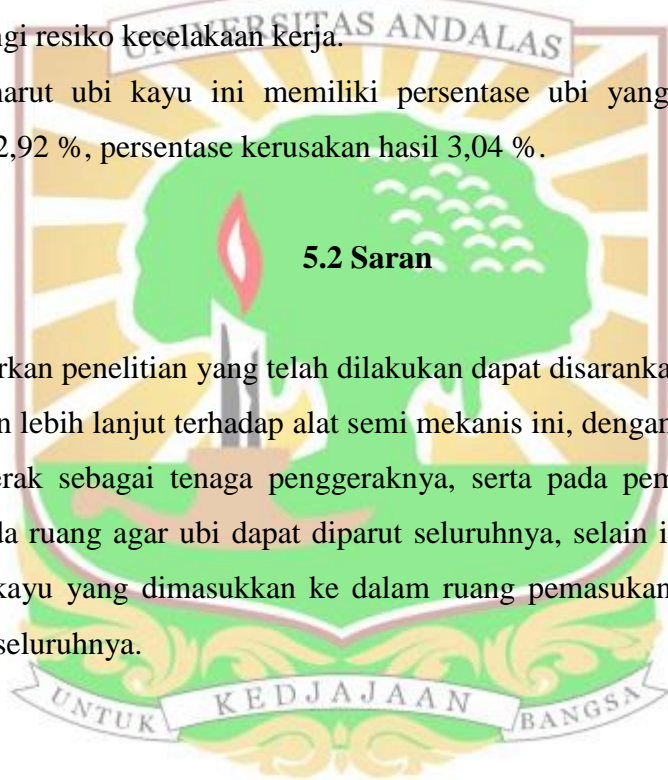 UNIVERSITAS ANDALAS
ngi resiko kecelakaan kerja.
arut ubi kayu ini memiliki persentase ubi yang
2,92 %, persentase kerusakan hasil 3,04 %.
5.2 Saran
rkan penelitian yang telah dilakukan dapat disaranka
n lebih lanjut terhadap alat semi mekanis ini, dengan
erak sebagai tenaga penggeraknya, serta pada pem
da ruang agar ubi dapat diparut seluruhnya, selain i
kayu yang dimasukkan ke dalam ruang pemasukan
seluruhnya.
UNTUK KEDJAJAAN BANGSA